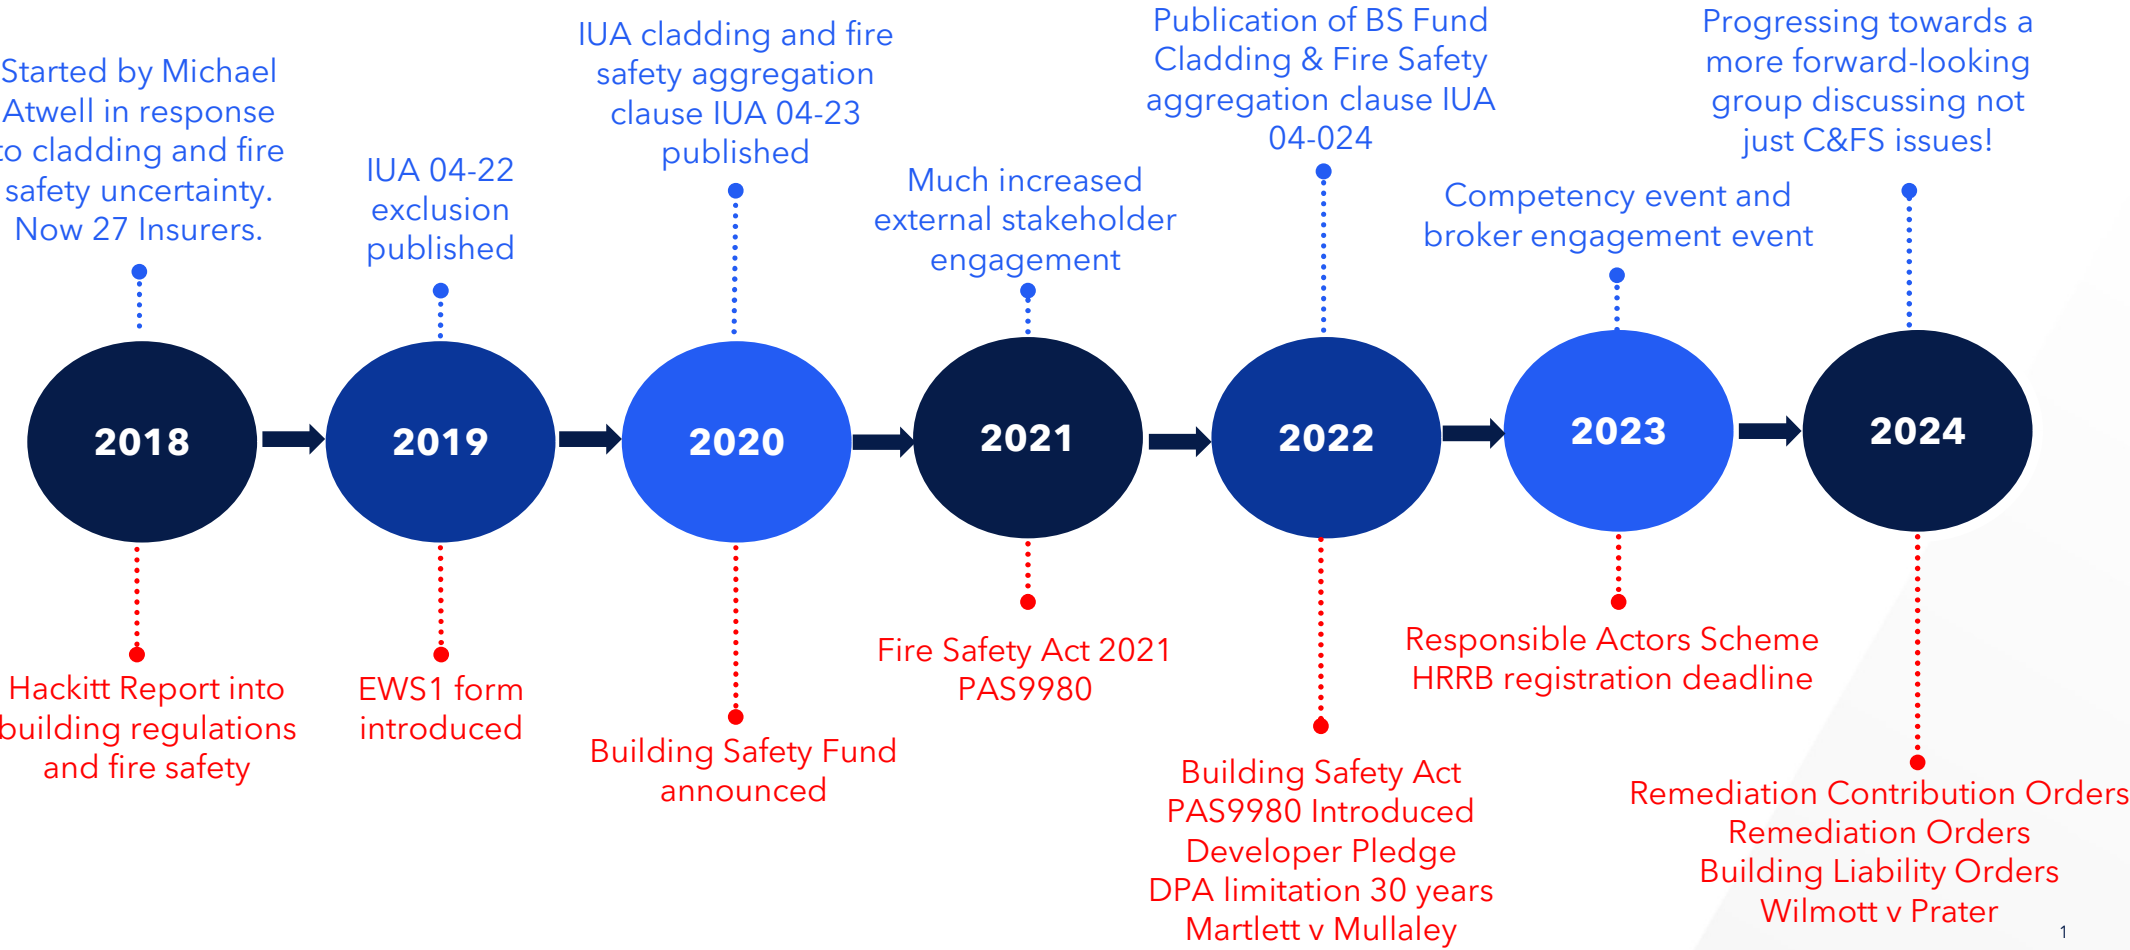 Started by Michael
Atwell in response
to cladding and fire
safety uncertainty.
Now 27 Insurers.
IUA 04-22
exclusion
published
IUA cladding and fire
safety aggregation
clause IUA 04-23
published
Much increased
external stakeholder
engagement
Publication of BS Fund
Cladding & Fire Safety
aggregation clause IUA
04-024
Competency event and
broker engagement event
Progressing towards a
more forward-looking
group discussing not
just C&FS issues!
2018
2019
2020
2021
2022
2023
2024
Hackitt Report into
building regulations
and fire safety
EWS1 form
introduced
Building Safety Fund
announced
Fire Safety Act 2021
PAS9980
Building Safety Act
PAS9980 Introduced
Developer Pledge
DPA limitation 30 years
Martlett v Mullaley
Responsible Actors Scheme
HRRB registration deadline
Remediation Contribution Orders
Remediation Orders
Building Liability Orders
Wilmott v Prater
1